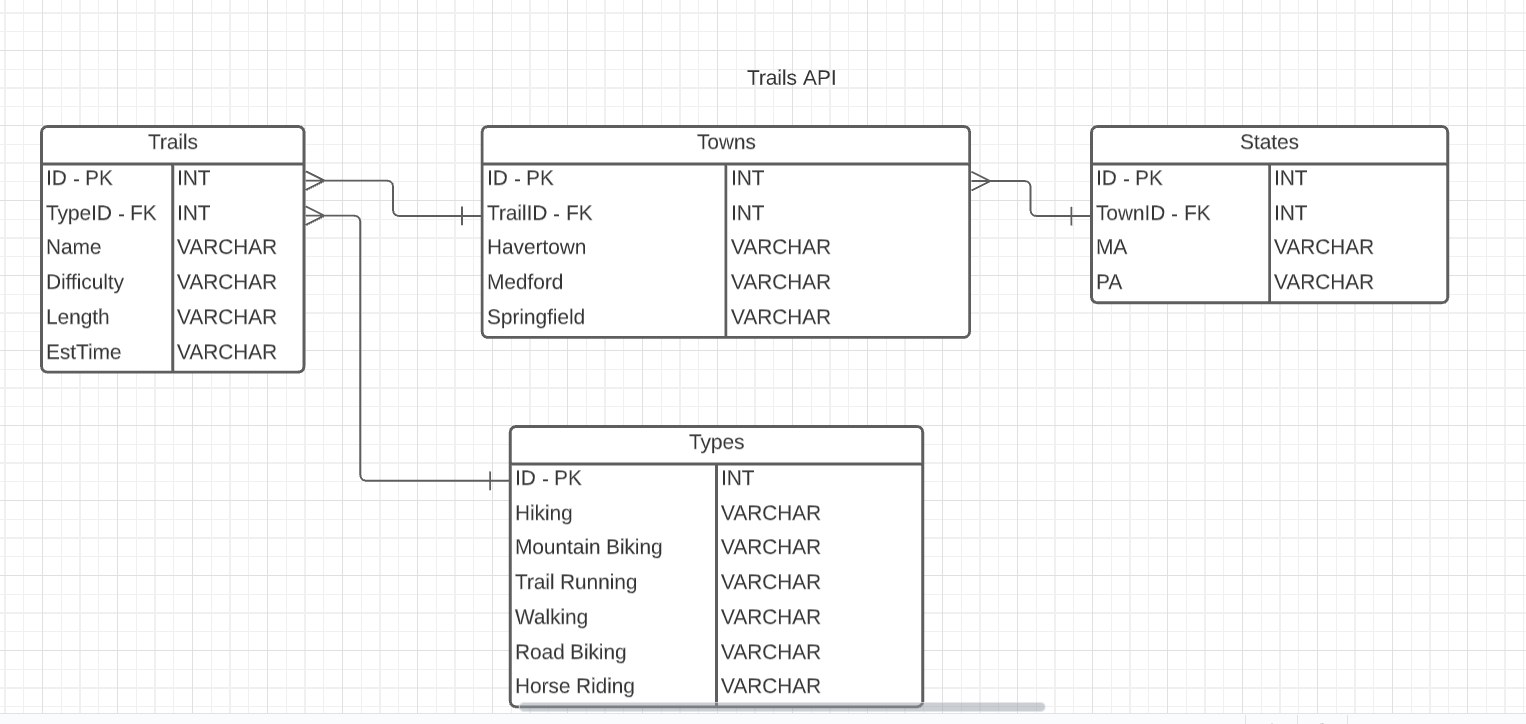 Trails API
Trails
ID - PK INT
TypeID - FK INT
Name VARCHAR
Difficulty VARCHAR
Length VARCHAR
EstTime VARCHAR
Towns
ID - PK INT
TrailID - FK INT
Havertown VARCHAR
Medford VARCHAR
Springfield VARCHAR
States
ID - PK INT
TownID - FK INT
MA VARCHAR
PA VARCHAR
Types
ID - PK INT
Hiking VARCHAR
Mountain Biking VARCHAR
Trail Running VARCHAR
Walking VARCHAR
Road Biking VARCHAR
Horse Riding VARCHAR